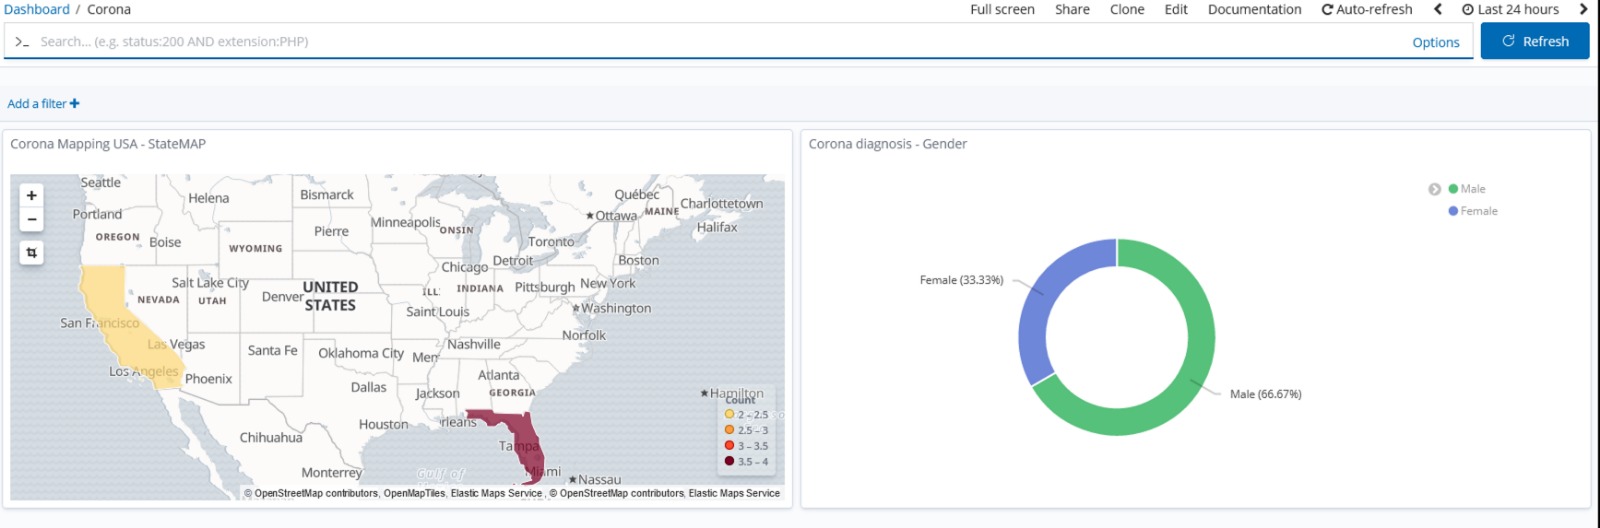 Dashboard / Corona
Full screen Share Clone Edit Documentation Auto-refresh Last 24 hours
>_ Search... (e.g. status:200 AND extension:PHP)
Options
Refresh
Add a filter +
Corona Mapping USA - StateMAP
+
−
Seattle
Helena
Bismarck
Québec
Portland
Minneapolis
Ottawa
MAINE
Charlottetown
OREGON
Boise
Pierre
ONSIN
Halifax
WYOMING
Toronto
Chicago
Detroit
Boston
Salt Lake City
NEVADA
UTAH
Denver
UNITED
STATES
ILL
INDIANA
Pittsburgh
New York
Saint Louis
Washington
San Francisco
Las Vegas
Santa Fe
Oklahoma City
Mem
Nashville
Norfolk
Los Angeles
Phoenix
Dallas
Jackson
Atlanta
GEORGIA
Hamilton
Houston
rleans
Chihuahua
Tampa
Monterrey
Gulf of
Miami
Nassau
Count
2 – 2.5
2.5 – 3
3 – 3.5
3.5 – 4
© OpenStreetMap contributors, OpenMapTiles, Elastic Maps Service , © OpenStreetMap contributors, Elastic Maps Service
Corona diagnosis - Gender
Male
Female
Female (33.33%)
Male (66.67%)